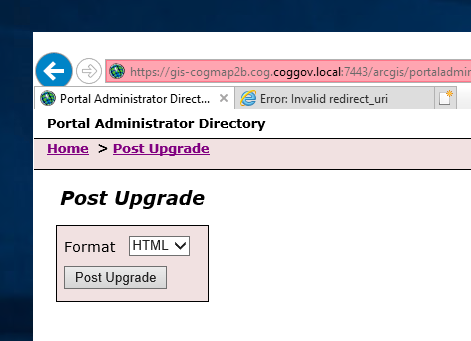 https://gis-cogmap2b.cog.coggov.local:7443/arcgis/portaladmin
Portal Administrator Direct... × Error: Invalid redirect_uri
Portal Administrator Directory
Home > Post Upgrade
Post Upgrade
Format HTML
Post Upgrade